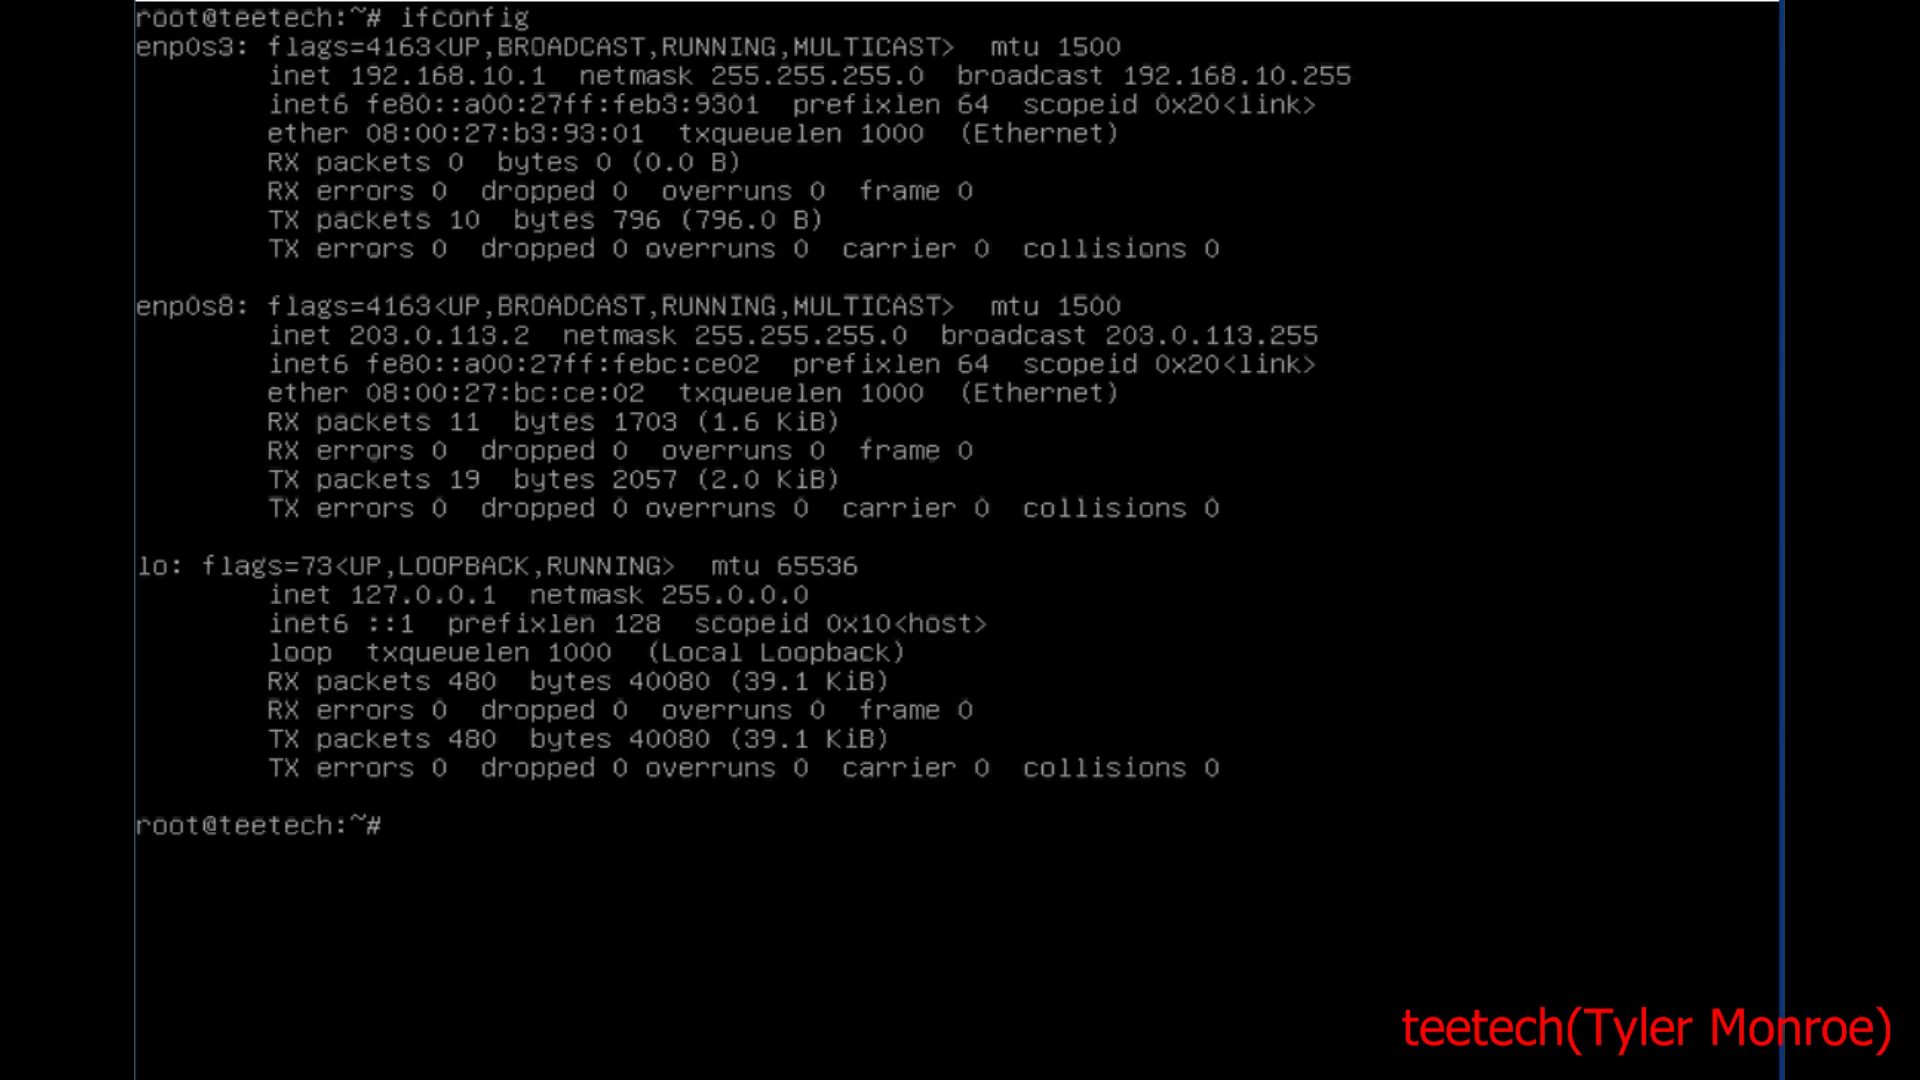 root@teetech:~# ifconfig
enp0s3: flags=4163<UP,BROADCAST,RUNNING,MULTICAST>  mtu 1500
        inet 192.168.10.1  netmask 255.255.255.0  broadcast 192.168.10.255
        inet6 fe80::a00:27ff:feb3:9301  prefixlen 64  scopeid 0x20<link>
        ether 08:00:27:b3:93:01  txqueuelen 1000  (Ethernet)
        RX packets 0  bytes 0 (0.0 B)
        RX errors 0  dropped 0  overruns 0  frame 0
        TX packets 10  bytes 796 (796.0 B)
        TX errors 0  dropped 0 overruns 0  carrier 0  collisions 0

enp0s8: flags=4163<UP,BROADCAST,RUNNING,MULTICAST>  mtu 1500
        inet 203.0.113.2  netmask 255.255.255.0  broadcast 203.0.113.255
        inet6 fe80::a00:27ff:febc:ce02  prefixlen 64  scopeid 0x20<link>
        ether 08:00:27:bc:ce:02  txqueuelen 1000  (Ethernet)
        RX packets 11  bytes 1703 (1.6 KiB)
        RX errors 0  dropped 0  overruns 0  frame 0
        TX packets 19  bytes 2057 (2.0 KiB)
        TX errors 0  dropped 0 overruns 0  carrier 0  collisions 0

lo: flags=73<UP,LOOPBACK,RUNNING>  mtu 65536
        inet 127.0.0.1  netmask 255.0.0.0
        inet6 ::1  prefixlen 128  scopeid 0x10<host>
        loop  txqueuelen 1000  (Local Loopback)
        RX packets 480  bytes 40080 (39.1 KiB)
        RX errors 0  dropped 0  overruns 0  frame 0
        TX packets 480  bytes 40080 (39.1 KiB)
        TX errors 0  dropped 0 overruns 0  carrier 0  collisions 0

root@teetech:~#
teetech(Tyler Monroe)